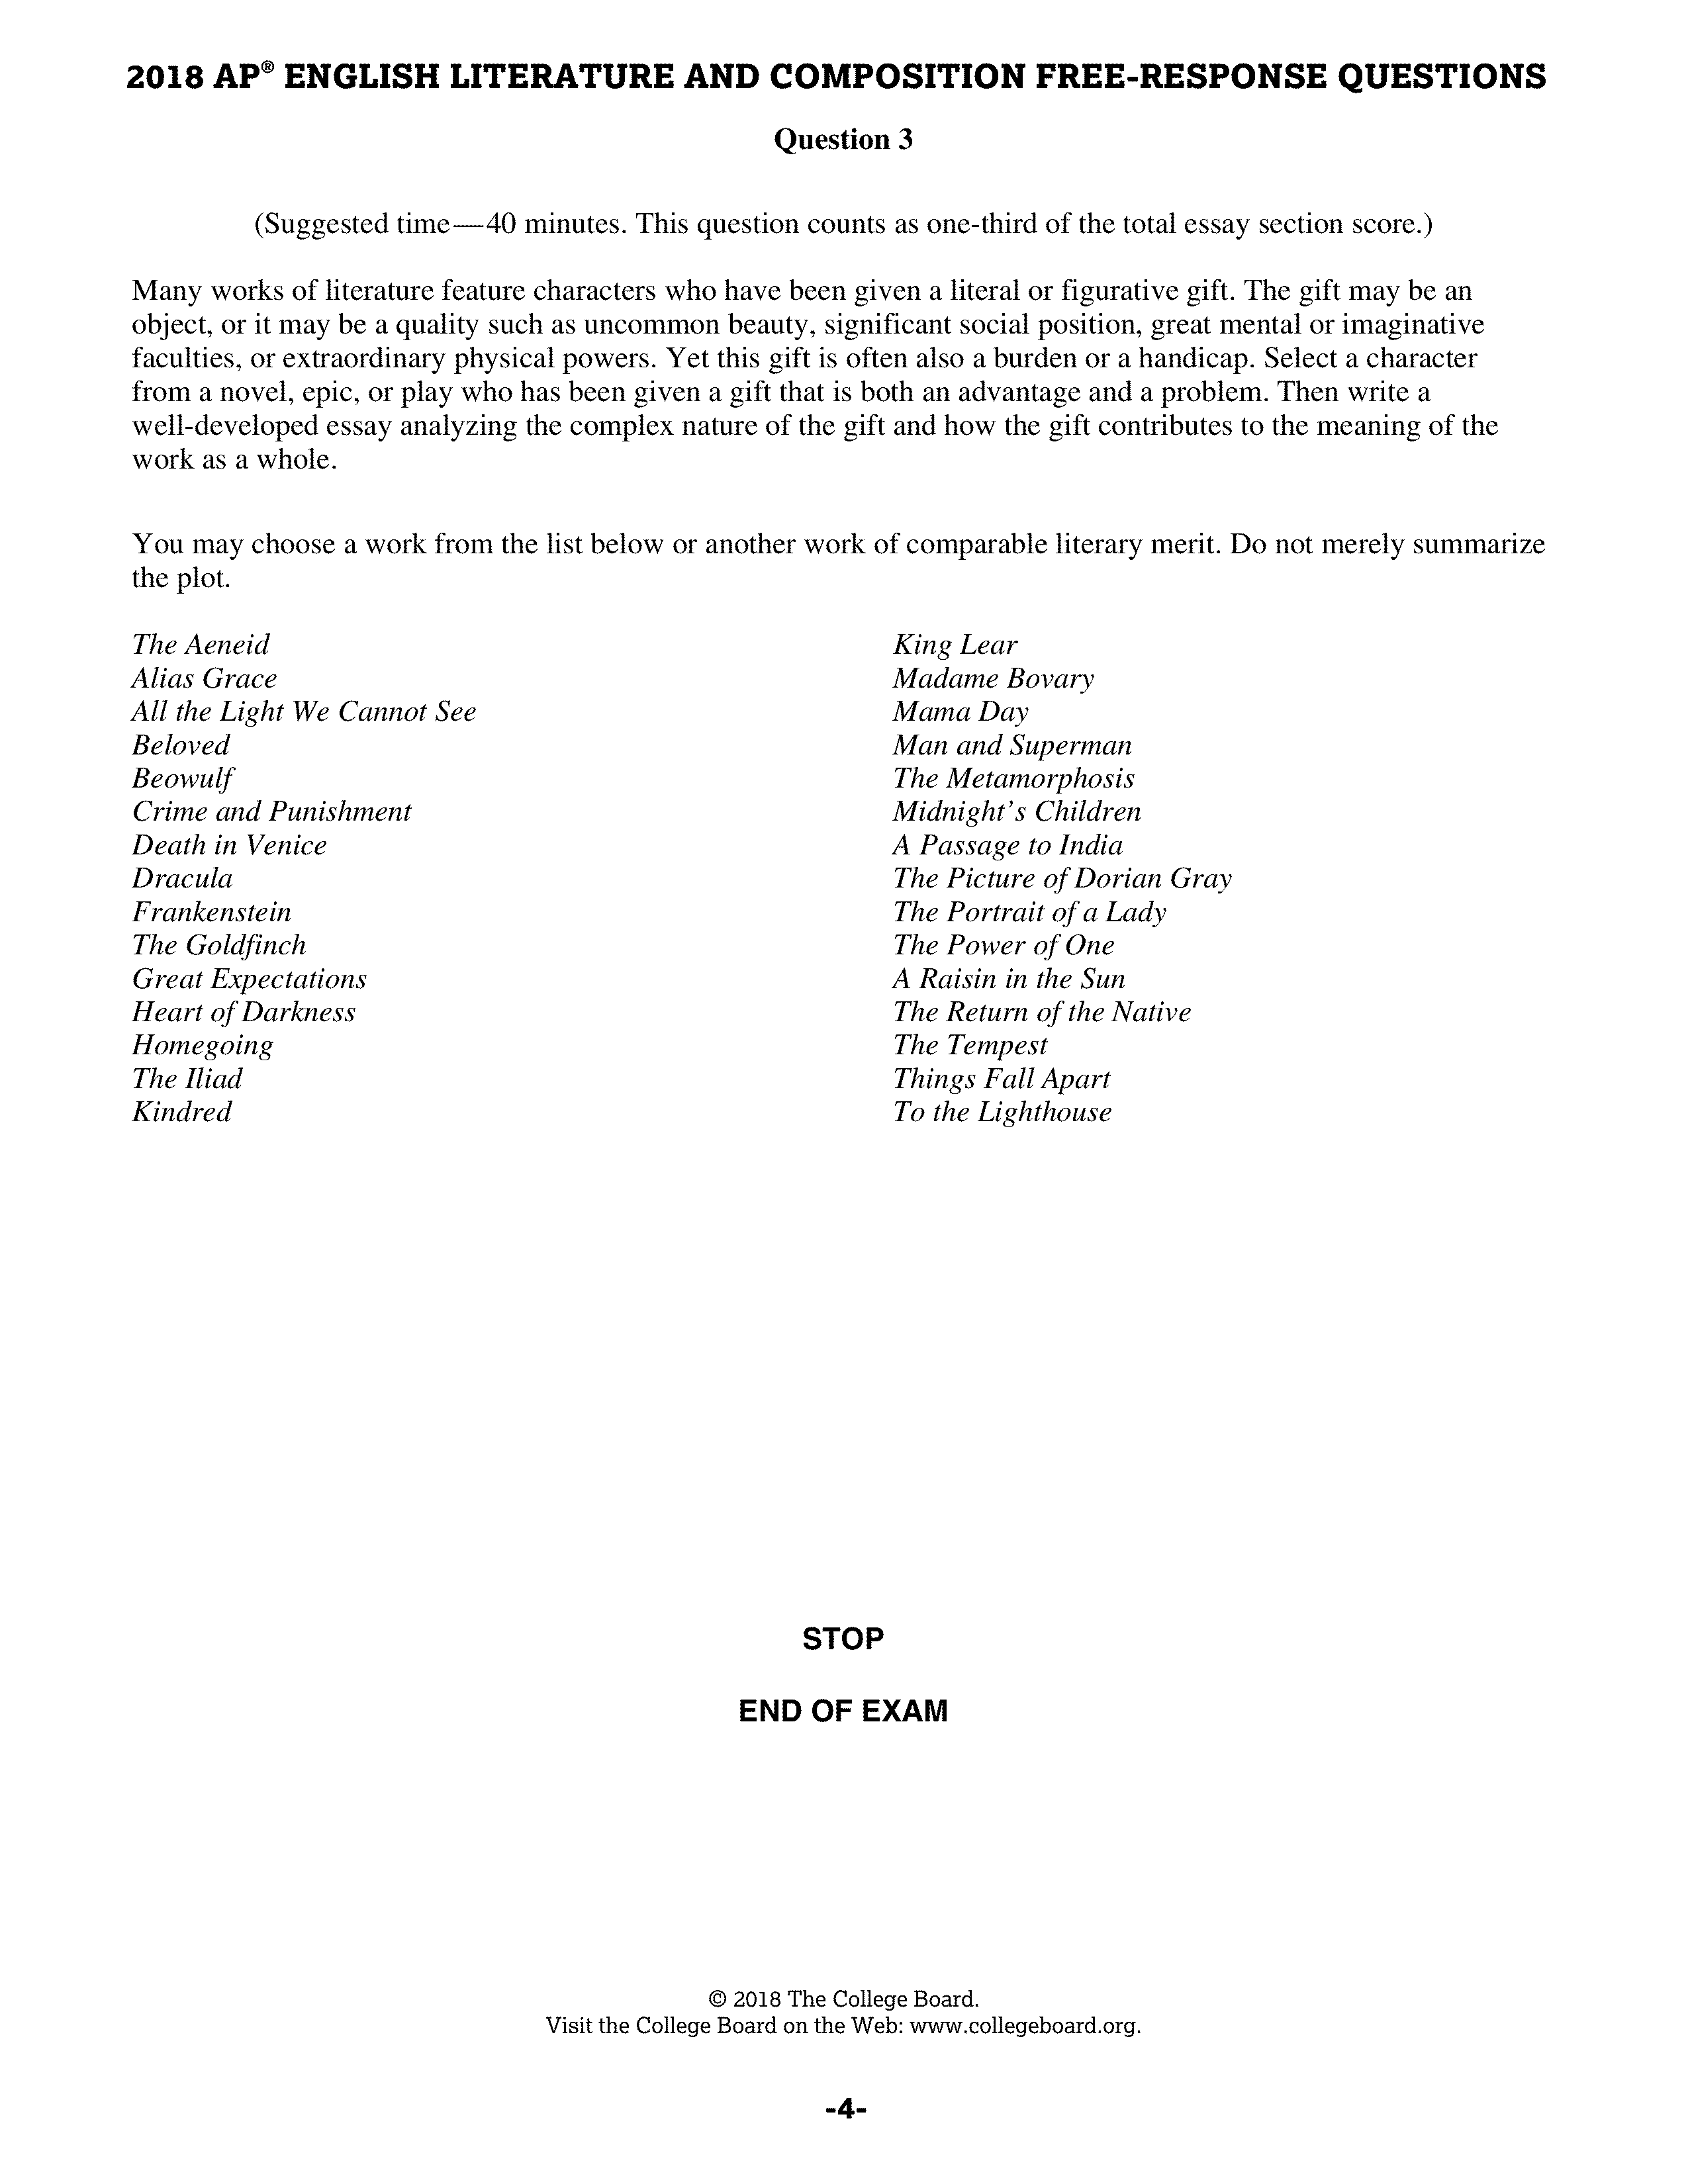 2018 AP® ENGLISH LITERATURE AND COMPOSITION FREE-RESPONSE QUESTIONS
Question 3
(Suggested time—40 minutes. This question counts as one-third of the total essay section score.)
Many works of literature feature characters who have been given a literal or figurative gift. The gift may be an
object, or it may be a quality such as uncommon beauty, significant social position, great mental or imaginative
faculties, or extraordinary physical powers. Yet this gift is often also a burden or a handicap. Select a character
from a novel, epic, or play who has been given a gift that is both an advantage and a problem. Then write a
well-developed essay analyzing the complex nature of the gift and how the gift contributes to the meaning of the
work as a whole.
You may choose a work from the list below or another work of comparable literary merit. Do not merely summarize
the plot.
The Aeneid
Alias Grace
All the Light We Cannot See
Beloved
Beowulf
Crime and Punishment
Death in Venice
Dracula
Frankenstein
The Goldfinch
Great Expectations
Heart of Darkness
Homegoing
The Iliad
Kindred
King Lear
Madame Bovary
Mama Day
Man and Superman
The Metamorphosis
Midnight's Children
A Passage to India
The Picture of Dorian Gray
The Portrait of a Lady
The Power of One
A Raisin in the Sun
The Return of the Native
The Tempest
Things Fall Apart
To the Lighthouse
STOP
END OF EXAM
© 2018 The College Board.
Visit the College Board on the Web: www.collegeboard.org.
-4-